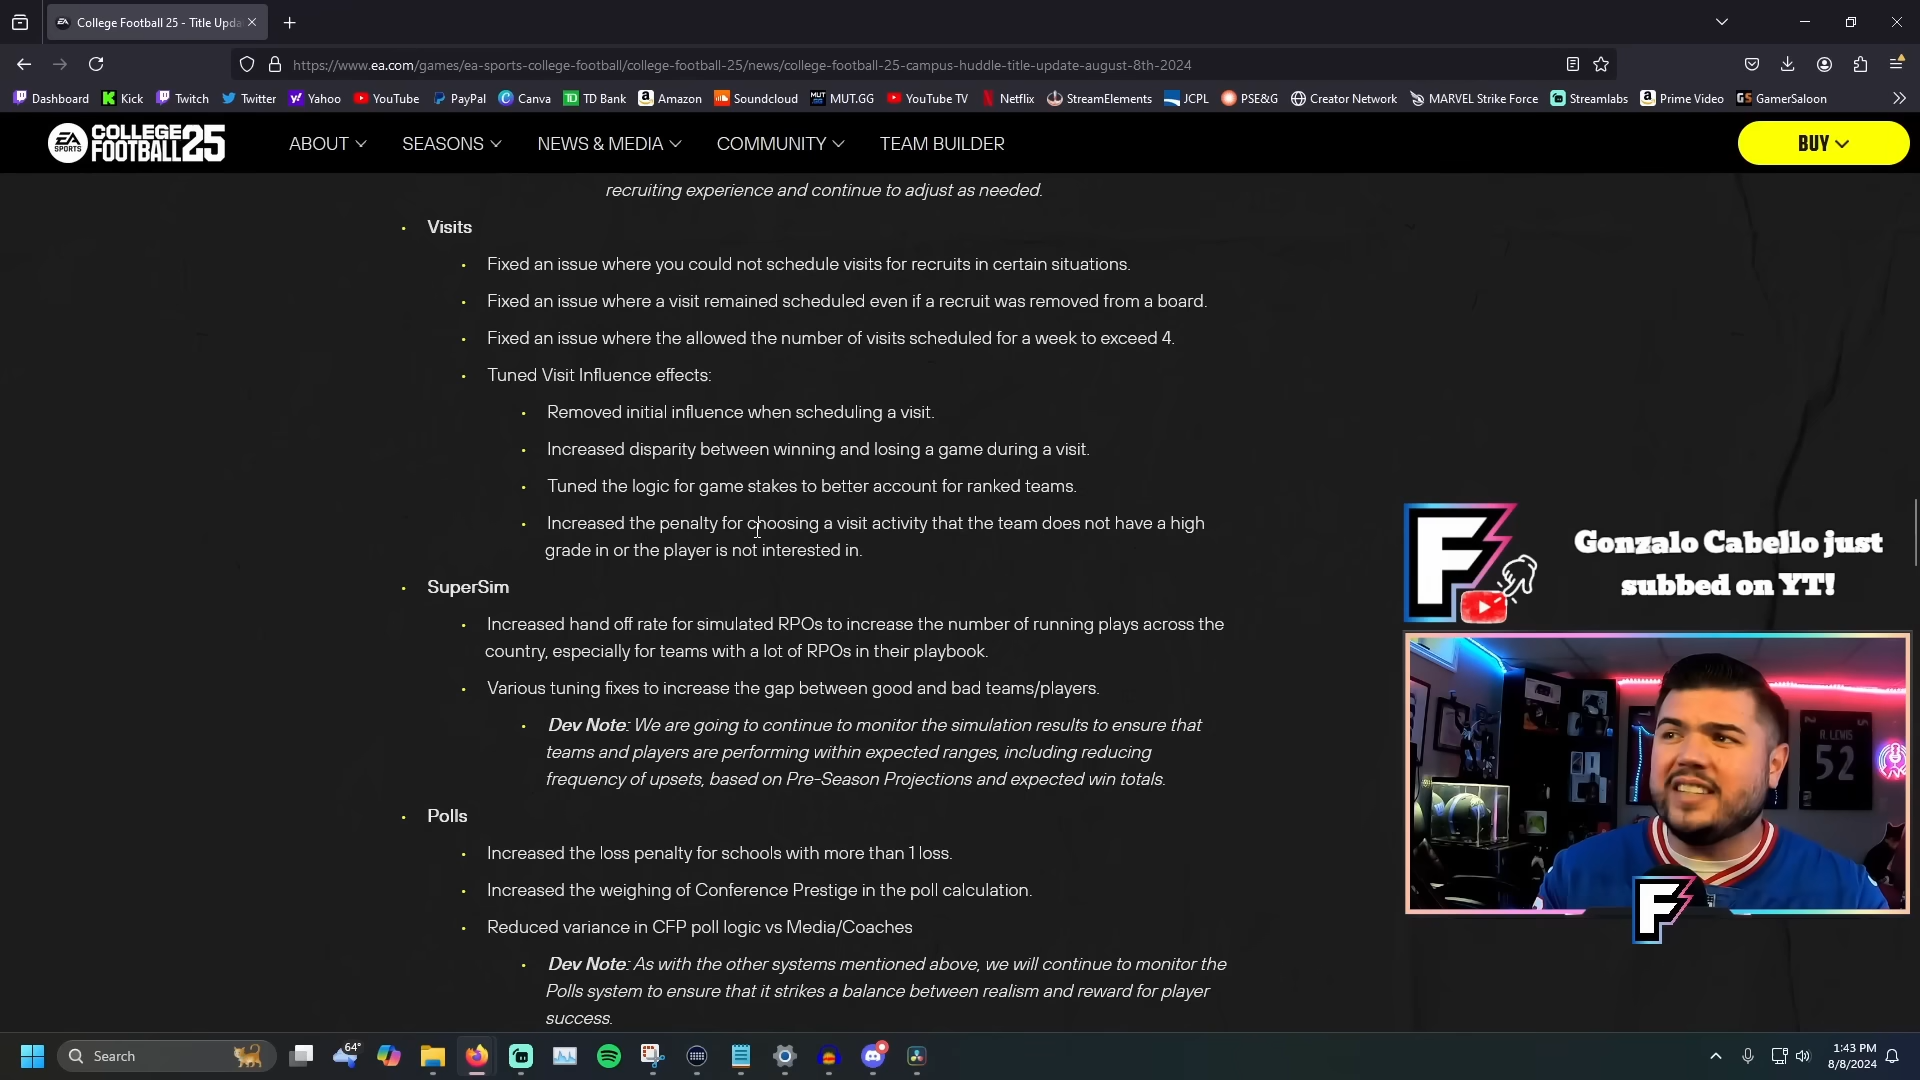 College Football 25 - Title Upda
https://www.ea.com/games/ea-sports-college-football/college-football-25/news/college-football-25-campus-huddle-title-update-august-8th-2024
Dashboard Kick Twitch Twitter Yahoo YouTube PayPal Canva TD Bank Amazon Soundcloud MUT.GG YouTube TV Netflix StreamElements JCPL PSE&G Creator Network MARVEL Strike Force Streamlabs Prime Video GamerSaloon
EA SPORTS COLLEGE FOOTBALL 25 ABOUT SEASONS NEWS & MEDIA COMMUNITY TEAM BUILDER BUY
recruiting experience and continue to adjust as needed.
• Visits
• Fixed an issue where you could not schedule visits for recruits in certain situations.
• Fixed an issue where a visit remained scheduled even if a recruit was removed from a board.
• Fixed an issue where the allowed the number of visits scheduled for a week to exceed 4.
• Tuned Visit Influence effects:
• Removed initial influence when scheduling a visit.
• Increased disparity between winning and losing a game during a visit.
• Tuned the logic for game stakes to better account for ranked teams.
• Increased the penalty for choosing a visit activity that the team does not have a high
grade in or the player is not interested in.
• SuperSim
• Increased hand off rate for simulated RPOs to increase the number of running plays across the
country, especially for teams with a lot of RPOs in their playbook.
• Various tuning fixes to increase the gap between good and bad teams/players.
• Dev Note: We are going to continue to monitor the simulation results to ensure that
teams and players are performing within expected ranges, including reducing
frequency of upsets, based on Pre-Season Projections and expected win totals.
• Polls
• Increased the loss penalty for schools with more than 1 loss.
• Increased the weighing of Conference Prestige in the poll calculation.
• Reduced variance in CFP poll logic vs Media/Coaches
• Dev Note: As with the other systems mentioned above, we will continue to monitor the
Polls system to ensure that it strikes a balance between realism and reward for player
success.
F
Gonzalo Cabello just
subbed on YT!
R. LEWIS
52
F
Search
64°
1:43 PM
8/8/2024